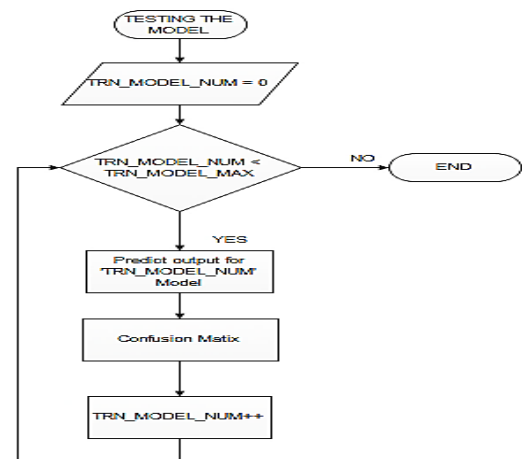 TESTING THE
MODEL
TRN_MODEL_NUM = 0
TRN_MODEL_NUM <
TRN_MODEL_MAX
NO
END
YES
Predict output for
'TRN_MODEL_NUM'
Model
Confusion Matix
TRN_MODEL_NUM++